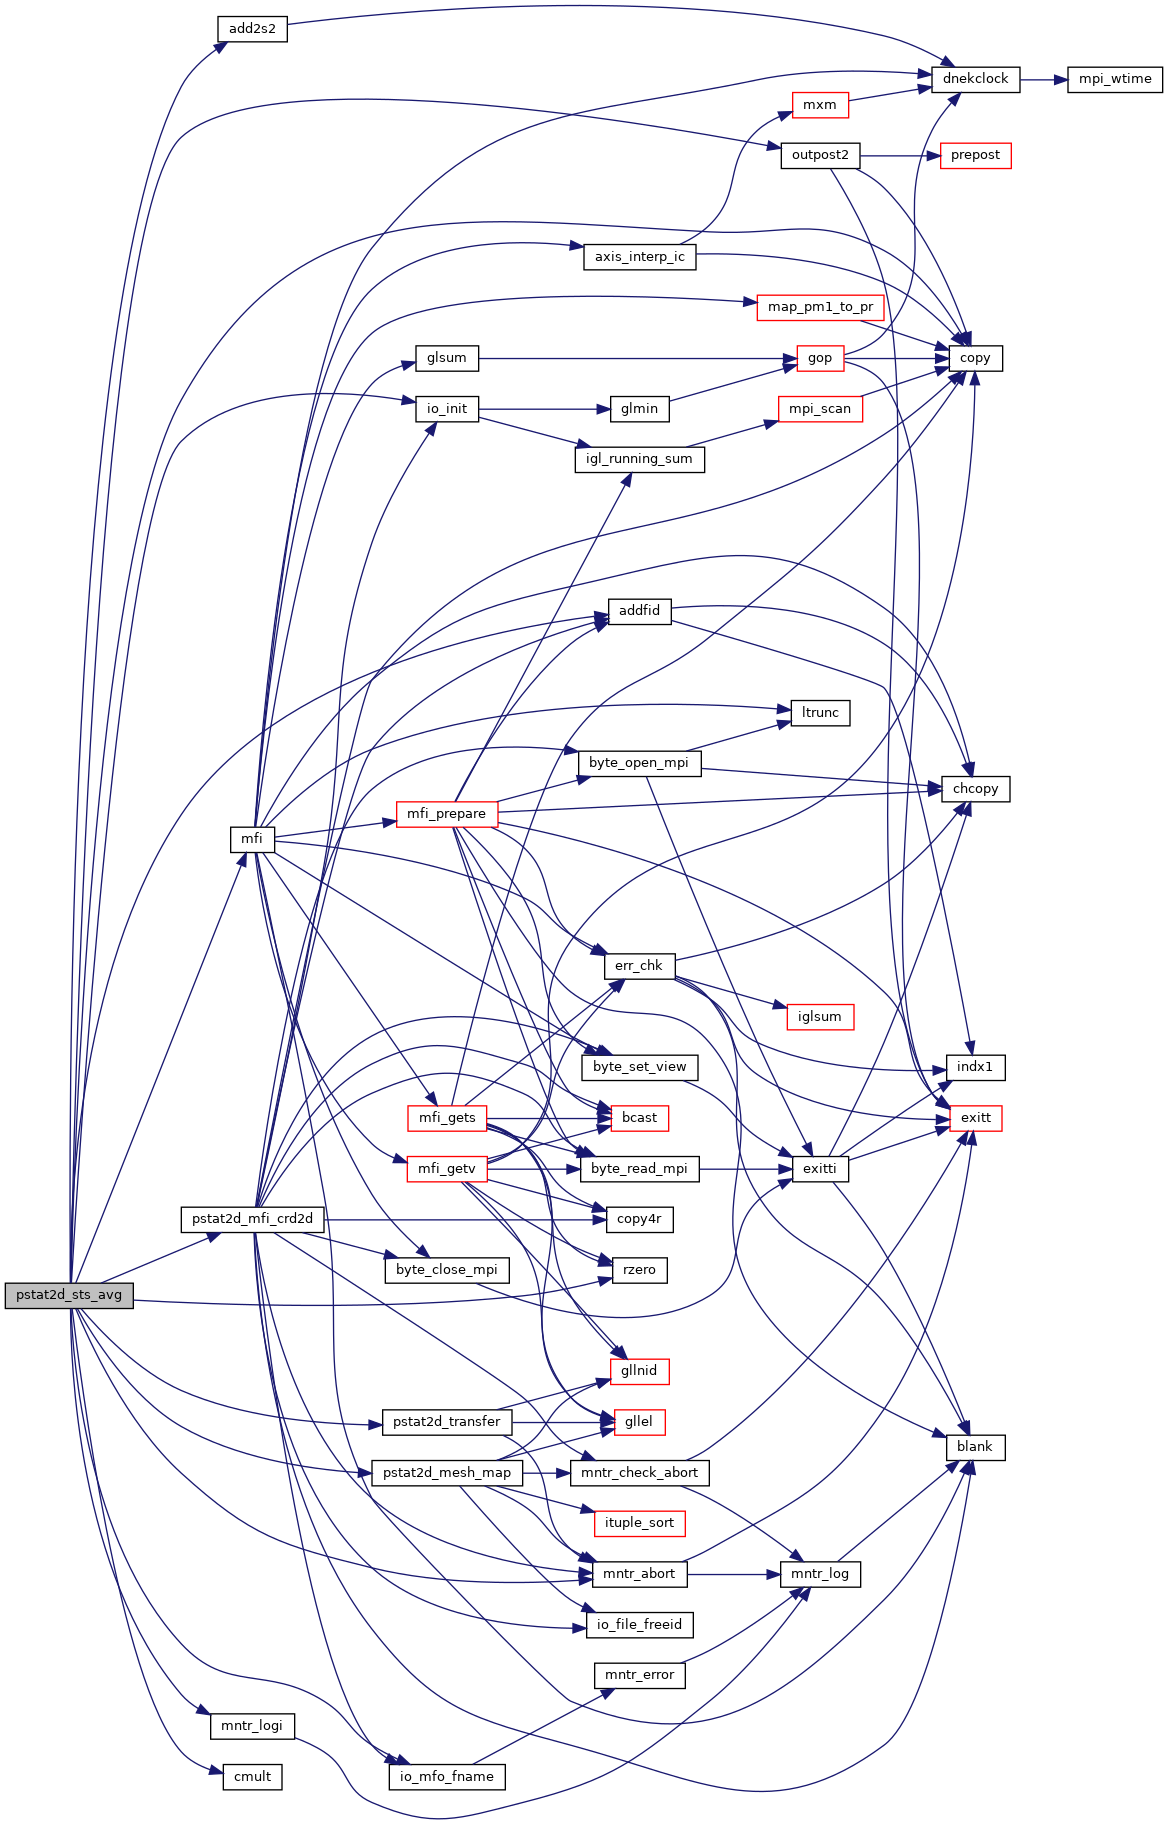 add2s2
dnekclock
mpi_wtime
mxm
outpost2
prepost
axis_interp_ic
map_pm1_to_pr
glsum
gop
copy
io_init
glmin
mpi_scan
igl_running_sum
addfid
ltrunc
byte_open_mpi
chcopy
mfi_prepare
mfi
err_chk
iglsum
byte_set_view
indx1
mfi_gets
bcast
exitt
mfi_getv
byte_read_mpi
exitti
pstat2d_mfi_crd2d
copy4r
byte_close_mpi
rzero
pstat2d_sts_avg
gllnid
pstat2d_transfer
gllel
blank
pstat2d_mesh_map
mntr_check_abort
ituple_sort
mntr_abort
mntr_log
io_file_freeid
mntr_error
mntr_logi
cmult
io_mfo_fname